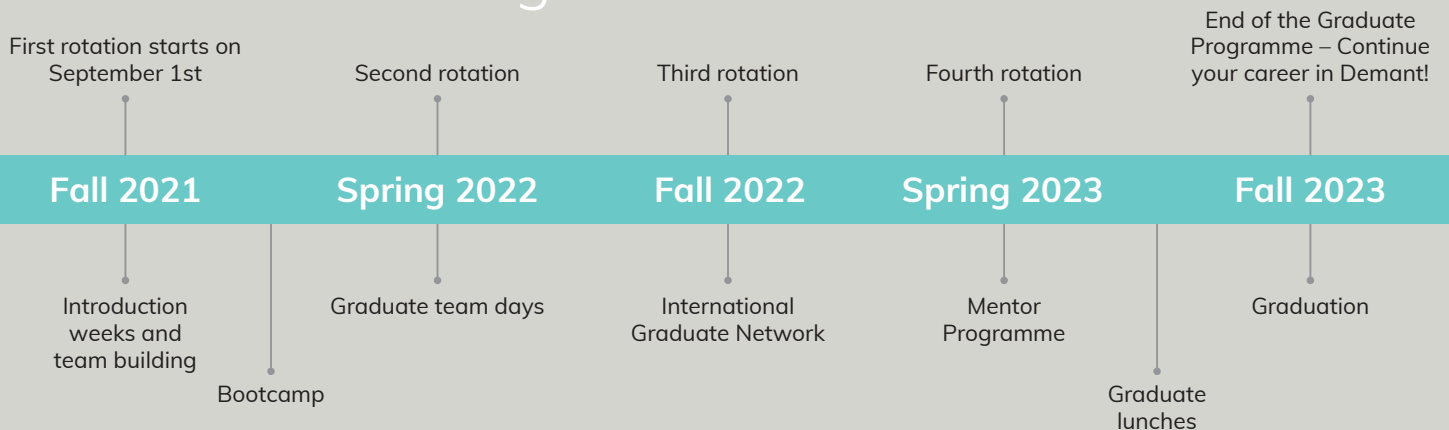 First rotation starts on
September 1st
Second rotation
Third rotation
Fourth rotation
End of the Graduate
Programme – Continue
your career in Demant!
Fall 2021
Spring 2022
Fall 2022
Spring 2023
Fall 2023
Introduction
weeks and
team building
Bootcamp
Graduate team days
International
Graduate Network
Mentor
Programme
Graduate
lunches
Graduation